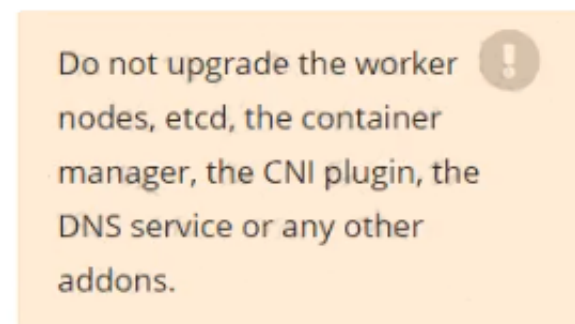 Do not upgrade the worker
nodes, etcd, the container
manager, the CNI plugin, the
DNS service or any other
addons.